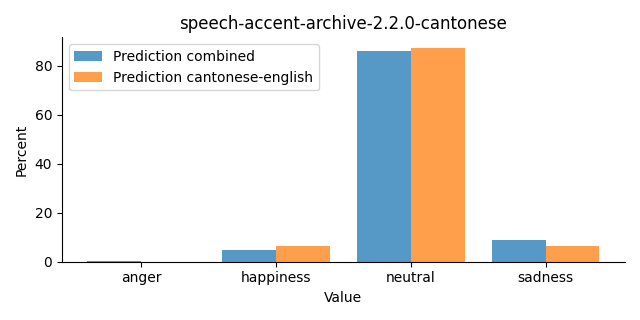 speech-accent-archive-2.2.0-cantonese
Prediction combined
Prediction cantonese-english
Percent
80
60
40
20
0
anger happiness neutral sadness
Value